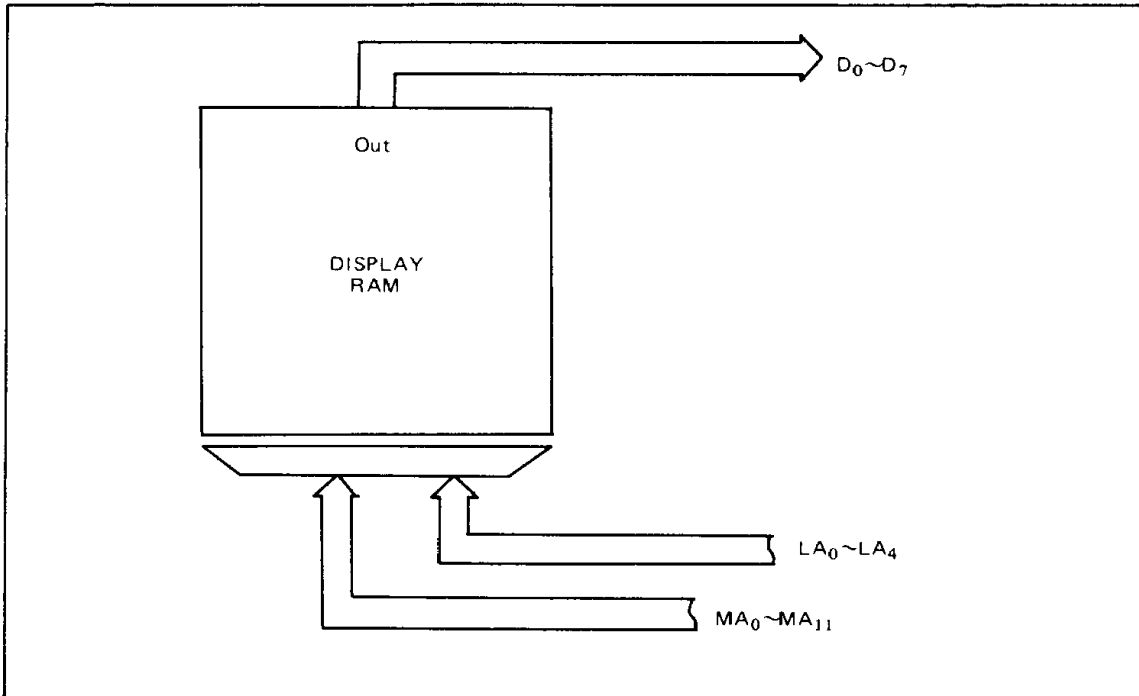 D₀~D₇
Out
DISPLAY
RAM
LA₀~LA₄
MA₀~MA₁₁